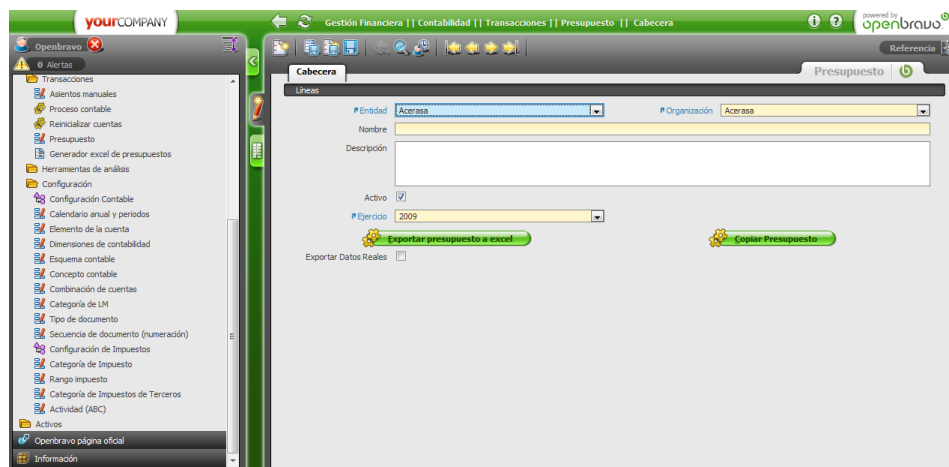 yourCOMPANY
Gestión Financiera || Contabilidad || Transacciones || Presupuesto || Cabecera
powered by
openbravo
Openbravo
0 Alertas
Referencia
Transacciones
Asientos manuales
Proceso contable
Reinicializar cuentas
Presupuesto
Generador excel de presupuestos
Herramientas de análisis
Configuración
Configuración Contable
Calendario anual y periodos
Elemento de la cuenta
Dimensiones de contabilidad
Esquema contable
Concepto contable
Combinación de cuentas
Categoría de LM
Tipo de documento
Secuencia de documento (numeración)
Configuración de Impuestos
Categoría de Impuesto
Rango impuesto
Categoría de Impuestos de Terceros
Actividad (ABC)
Activos
Openbravo página oficial
Información
Cabecera
Presupuesto
Líneas
Entidad Acerasa
Organización Acerasa
Nombre
Descripción
Activo
Ejercicio 2009
Exportar presupuesto a excel
Copiar Presupuesto
Exportar Datos Reales